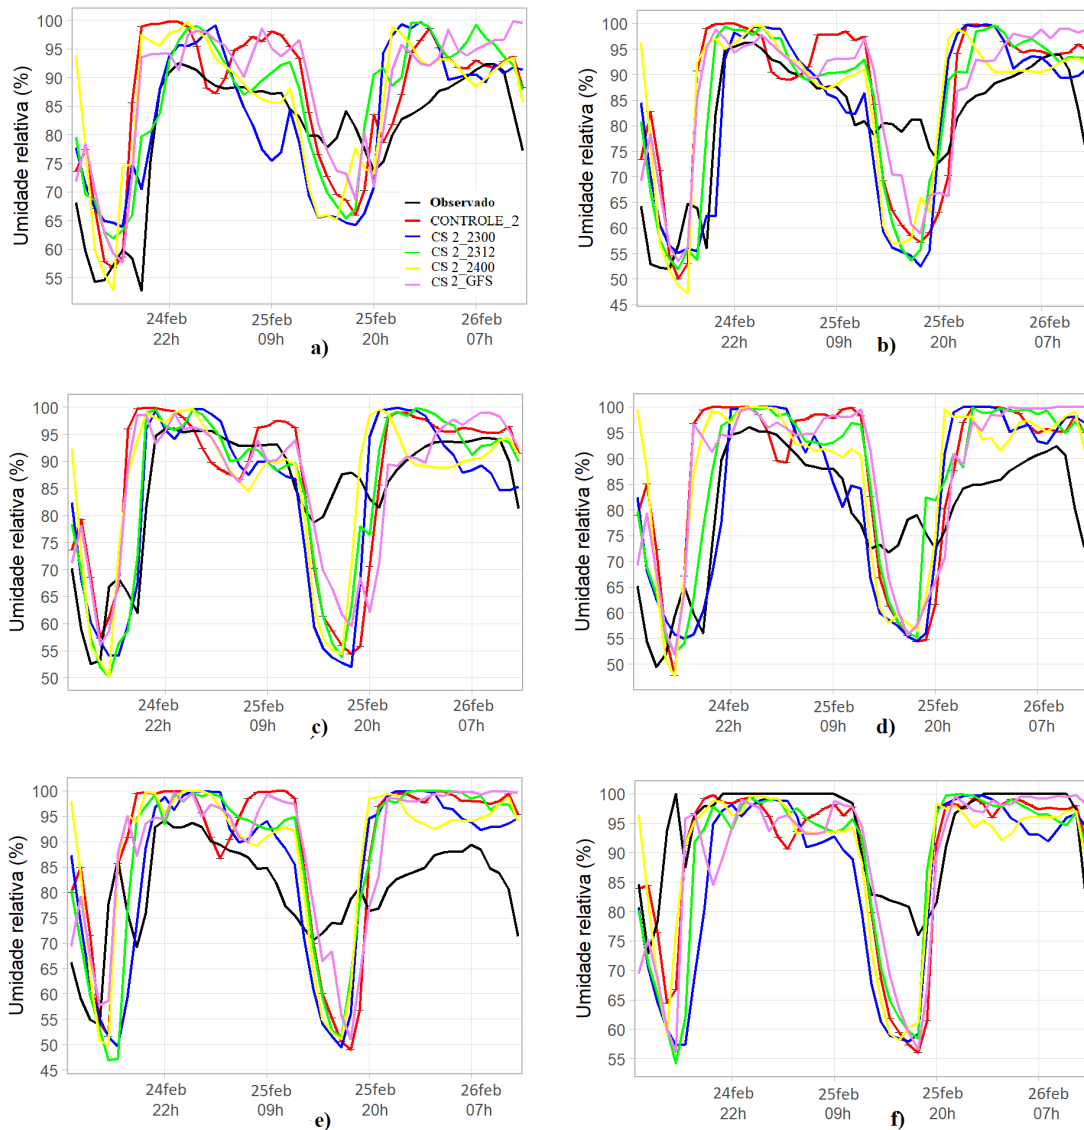 Umidade relativa (%)
100
95
90
85
80
75
70
65
60
55
Observado
CONTROLE_2
CS 2_2300
CS 2_2312
CS 2_2400
CS 2_GFS
24feb 25feb 25feb 26feb
22h 09h 20h 07h
a)
Umidade relativa (%)
100
95
90
85
80
75
70
65
60
55
50
45
24feb 25feb 25feb 26feb
22h 09h 20h 07h
b)
Umidade relativa (%)
100
95
90
85
80
75
70
65
60
55
50
24feb 25feb 25feb 26feb
22h 09h 20h 07h
c)
Umidade relativa (%)
100
95
90
85
80
75
70
65
60
55
50
24feb 25feb 25feb 26feb
22h 09h 20h 07h
d)
Umidade relativa (%)
100
95
90
85
80
75
70
65
60
55
50
45
24feb 25feb 25feb 26feb
22h 09h 20h 07h
e)
Umidade relativa (%)
100
95
90
85
80
75
70
65
60
55
24feb 25feb 25feb 26feb
22h 09h 20h 07h
f)